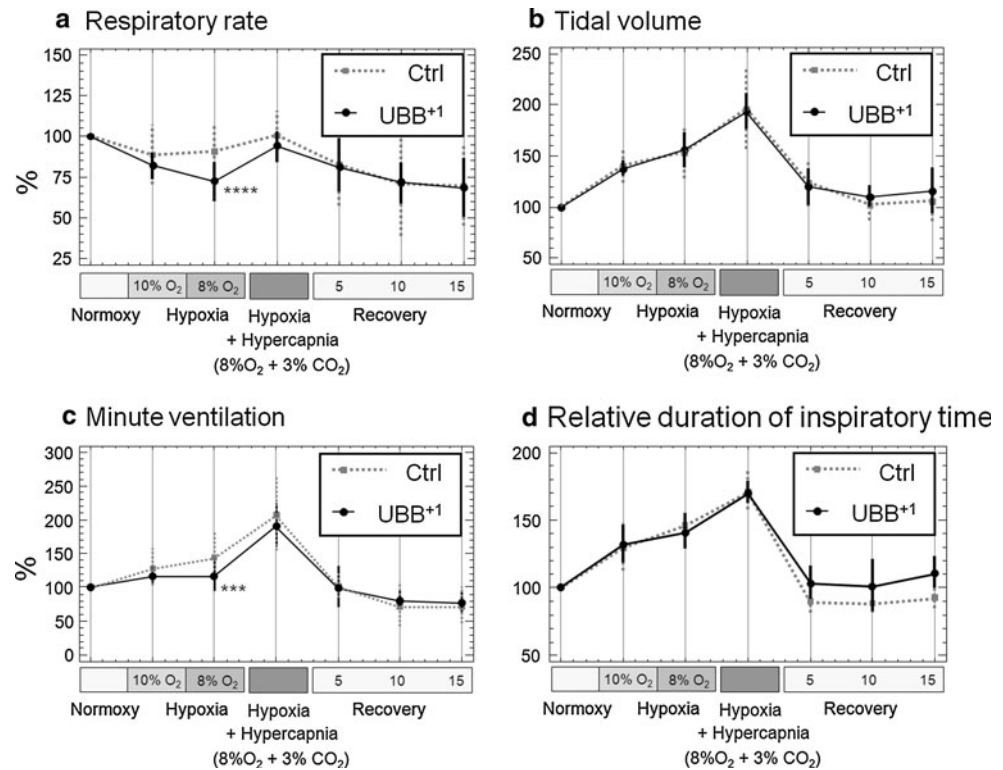 a Respiratory rate
150
125
100
75
50
25
%
Ctrl
UBB+1
****
10% O2 8% O2 5 10 15
Normoxy Hypoxia Hypoxia Recovery
+ Hypercapnia
(8%O2 + 3% CO2)
b Tidal volume
250
200
150
100
50
Ctrl
UBB+1
10% O2 8% O2 5 10 15
Normoxy Hypoxia Hypoxia Recovery
+ Hypercapnia
(8%O2 + 3% CO2)
c Minute ventilation
300
250
200
150
100
50
0
%
Ctrl
UBB+1
***
10% O2 8% O2 5 10 15
Normoxy Hypoxia Hypoxia Recovery
+ Hypercapnia
(8%O2 + 3% CO2)
d Relative duration of inspiratory time
200
150
100
50
Ctrl
UBB+1
10% O2 8% O2 5 10 15
Normoxy Hypoxia Hypoxia Recovery
+ Hypercapnia
(8%O2 + 3% CO2)